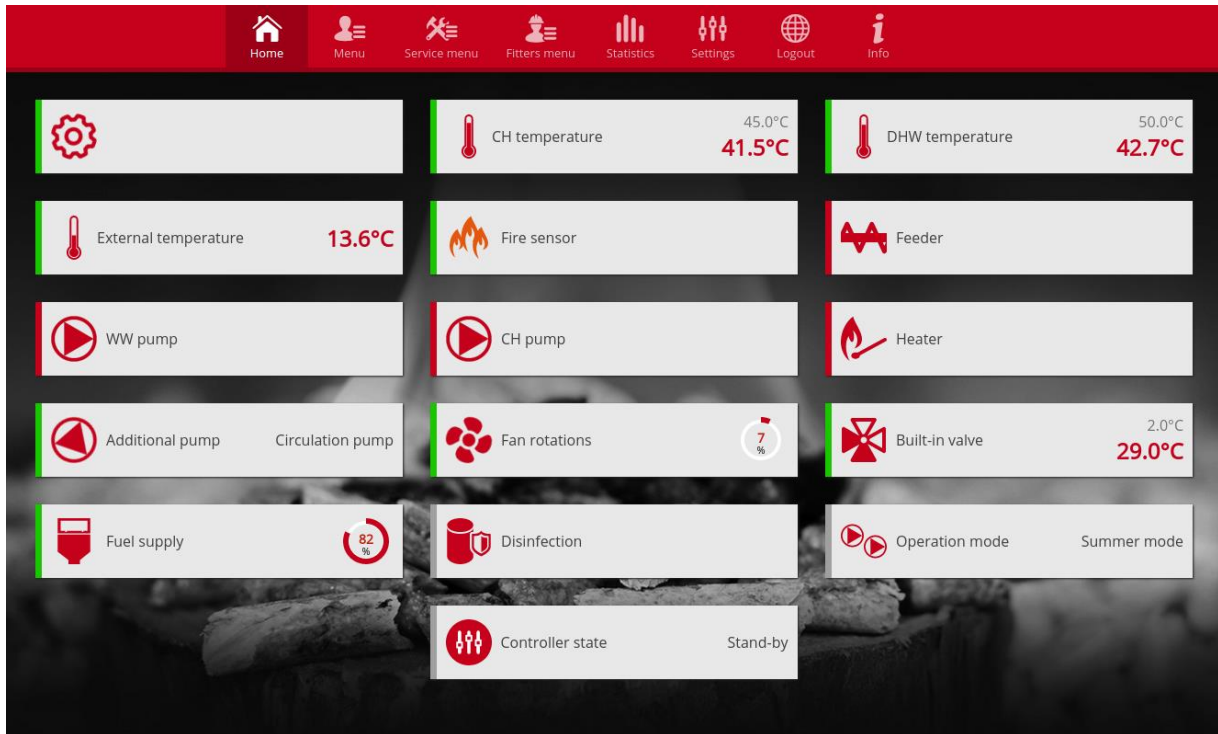 Home Menu Service menu Fitters menu Statistics Settings Logout Info
CH temperature 45.0°C 41.5°C
DHW temperature 50.0°C 42.7°C
External temperature 13.6°C
Fire sensor
Feeder
WW pump
CH pump
Heater
Additional pump Circulation pump
Fan rotations 7 %
Built-in valve 2.0°C 29.0°C
Fuel supply 82 %
Disinfection
Operation mode Summer mode
Controller state Stand-by